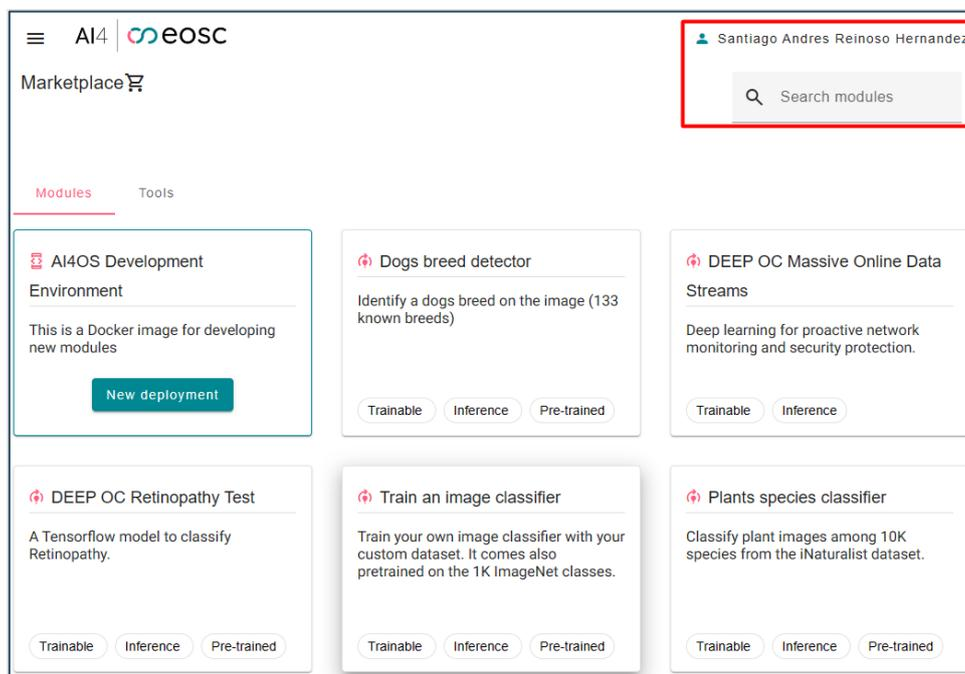 AI4 eosc
Santiago Andres Reinoso Hernandez
Marketplace
Search modules
Modules Tools
AI4OS Development
Environment
This is a Docker image for developing
new modules
New deployment
Dogs breed detector
Identify a dogs breed on the image (133
known breeds)
Trainable Inference Pre-trained
DEEP OC Massive Online Data
Streams
Deep learning for proactive network
monitoring and security protection.
Trainable Inference
DEEP OC Retinopathy Test
A Tensorflow model to classify
Retinopathy.
Trainable Inference Pre-trained
Train an image classifier
Train your own image classifier with your
custom dataset. It comes also
pretrained on the 1K ImageNet classes.
Trainable Inference Pre-trained
Plants species classifier
Classify plant images among 10K
species from the iNaturalist dataset.
Trainable Inference Pre-trained